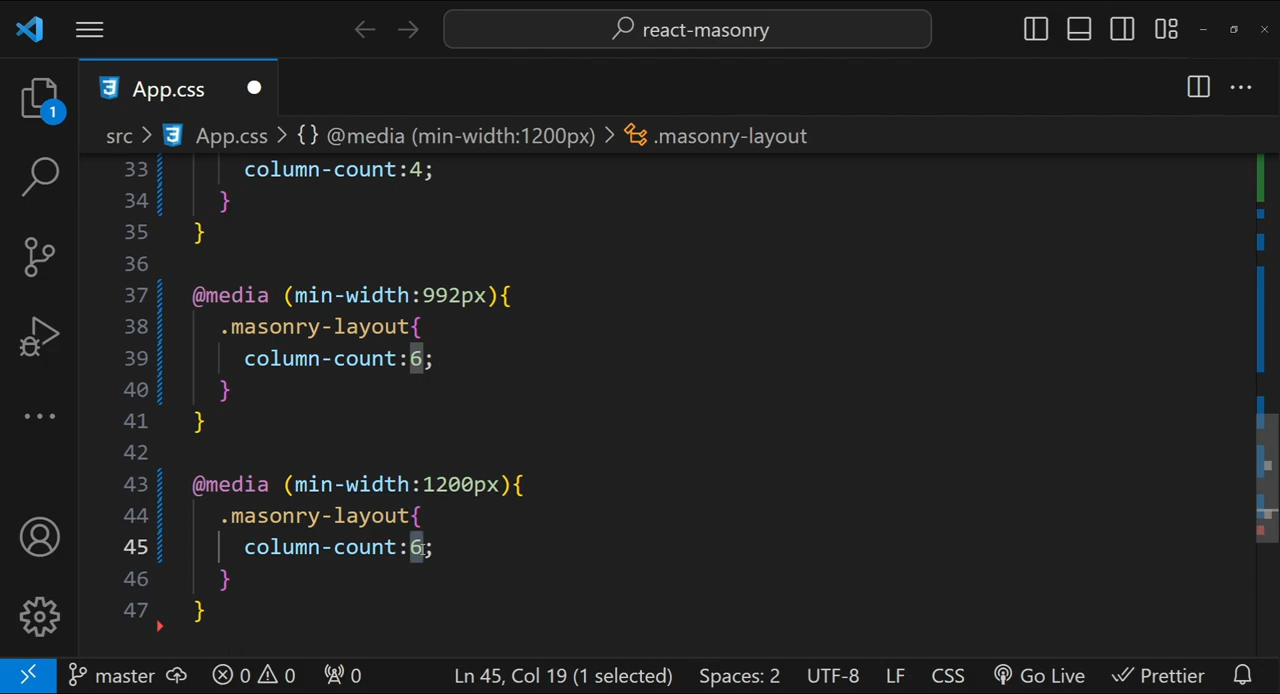 react-masonry
App.css
1
src > App.css > {} @media (min-width:1200px) > .masonry-layout
33 column-count:4;
34 }
35 }
36
37 @media (min-width:992px){
38 .masonry-layout{
39 column-count:6;
40 }
41 }
42
43 @media (min-width:1200px){
44 .masonry-layout{
45 column-count:6;
46 }
47 }
master 0 0 0 Ln 45, Col 19 (1 selected) Spaces: 2 UTF-8 LF CSS Go Live Prettier